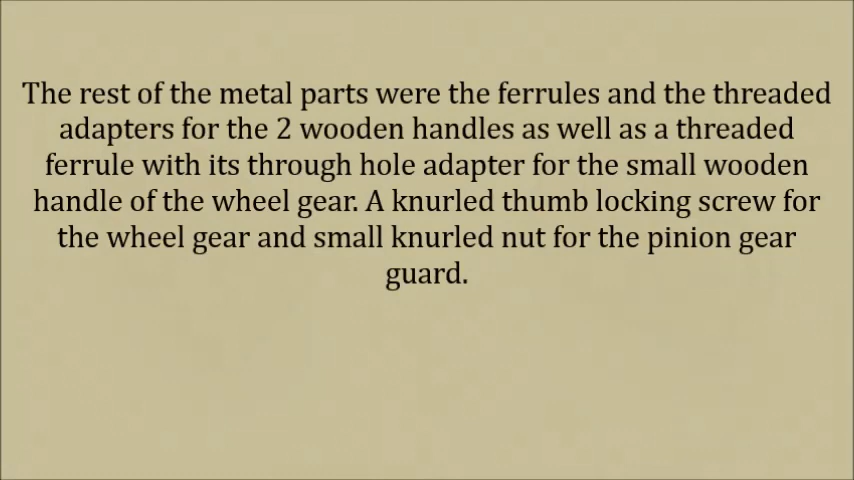 The rest of the metal parts were the ferrules and the threaded
adapters for the 2 wooden handles as well as a threaded
ferrule with its through hole adapter for the small wooden
handle of the wheel gear. A knurled thumb locking screw for
the wheel gear and small knurled nut for the pinion gear
guard.